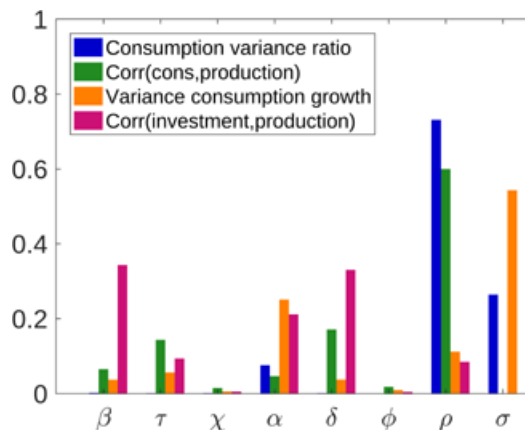 1
Consumption variance ratio
Corr(cons,production)
Variance consumption growth
Corr(investment,production)
0.8
0.6
0.4
0.2
0
β τ χ α δ ϕ ρ σ